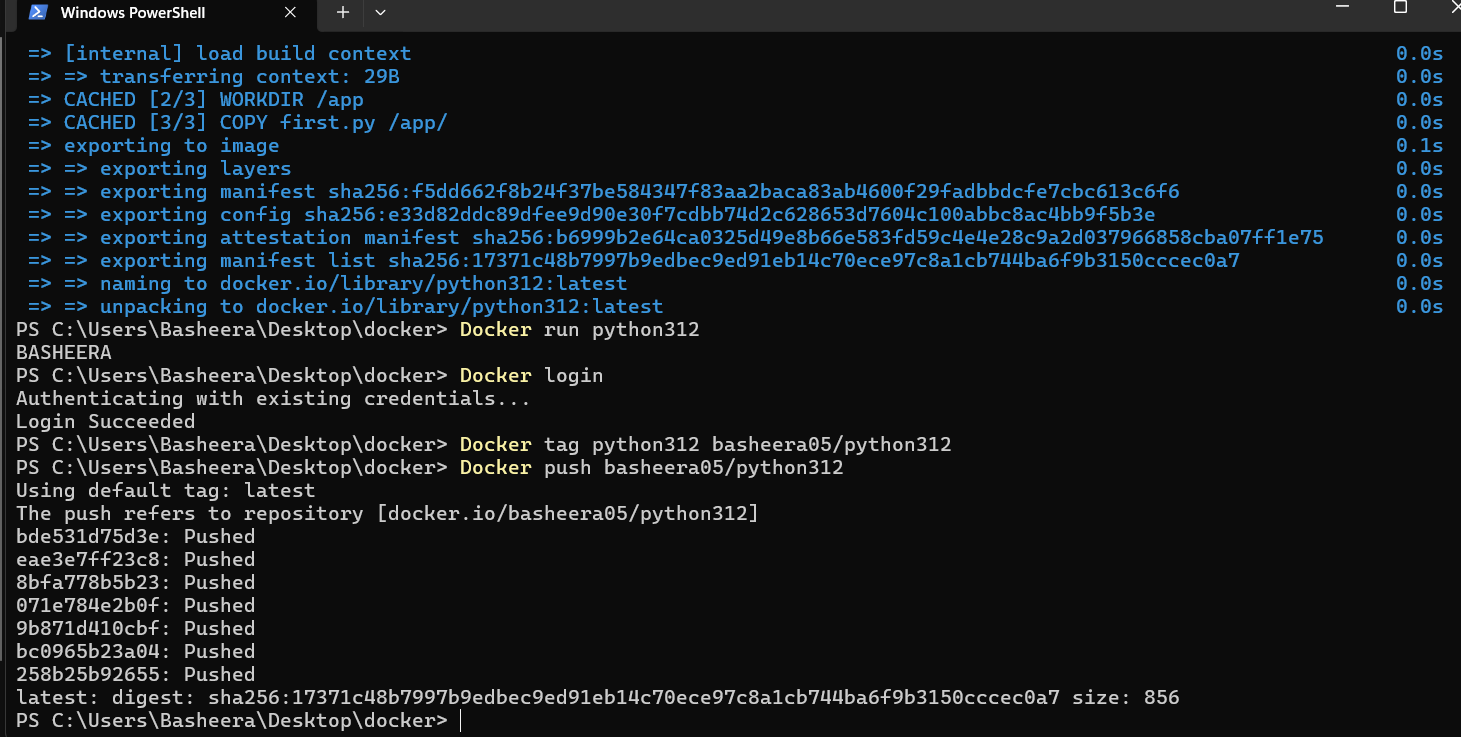 Windows PowerShell
=> [internal] load build context 0.0s
=> => transferring context: 29B 0.0s
=> CACHED [2/3] WORKDIR /app 0.0s
=> CACHED [3/3] COPY first.py /app/ 0.0s
=> exporting to image 0.1s
=> => exporting layers 0.0s
=> => exporting manifest sha256:f5dd662f8b24f37be584347f83aa2baca83ab4600f29fadbbdcfe7cbc613c6f6 0.0s
=> => exporting config sha256:e33d82ddc89dfee9d90e30f7cdbb74d2c628653d7604c100abbc8ac4bb9f5b3e 0.0s
=> => exporting attestation manifest sha256:b6999b2e64ca0325d49e8b66e583fd59c4e4e28c9a2d037966858cba07ff1e75 0.0s
=> => exporting manifest list sha256:17371c48b7997b9edbec9ed91eb14c70ece97c8a1cb744ba6f9b3150cccec0a7 0.0s
=> => naming to docker.io/library/python312:latest 0.0s
=> => unpacking to docker.io/library/python312:latest 0.0s
PS C:\Users\Basheera\Desktop\docker> Docker run python312
BASHEERA
PS C:\Users\Basheera\Desktop\docker> Docker login
Authenticating with existing credentials...
Login Succeeded
PS C:\Users\Basheera\Desktop\docker> Docker tag python312 basheera05/python312
PS C:\Users\Basheera\Desktop\docker> Docker push basheera05/python312
Using default tag: latest
The push refers to repository [docker.io/basheera05/python312]
bde531d75d3e: Pushed
eae3e7ff23c8: Pushed
8bfa778b5b23: Pushed
071e784e2b0f: Pushed
9b871d410cbf: Pushed
bc0965b23a04: Pushed
258b25b92655: Pushed
latest: digest: sha256:17371c48b7997b9edbec9ed91eb14c70ece97c8a1cb744ba6f9b3150cccec0a7 size: 856
PS C:\Users\Basheera\Desktop\docker>